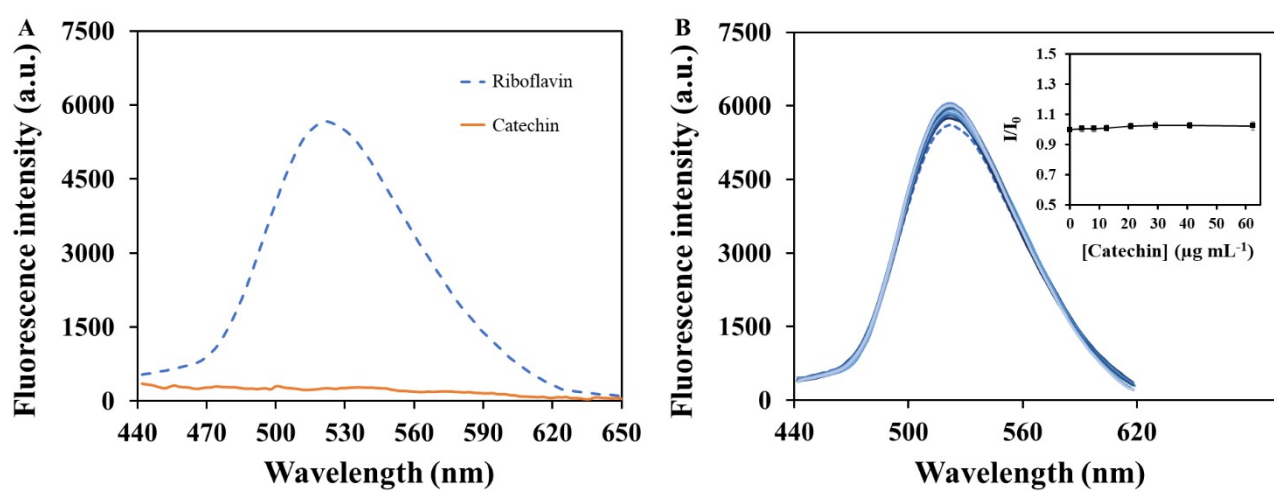 A
Fluorescence intensity (a.u.)
7500
6000
4500
3000
1500
0
440 470 500 530 560 590 620 650
Wavelength (nm)
Riboflavin
Catechin
B
Fluorescence intensity (a.u.)
7500
6000
4500
3000
1500
0
440 500 560 620
Wavelength (nm)
I/I₀
1.5
1.3
1.1
0.9
0.7
0.5
0 10 20 30 40 50 60
[Catechin] (µg mL⁻¹)